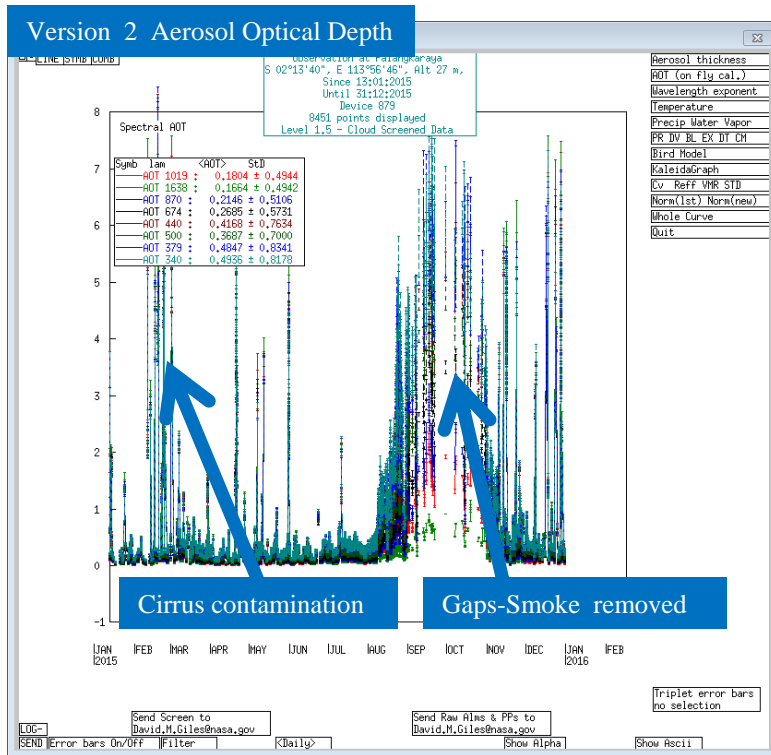 Version 2 Aerosol Optical Depth
LINE SYMB COMB
Observation at Palangkaraya
S 02°13'40", E 113°56'46", Alt 27 m,
Since 13:01:2015
Until 31:12:2015
Device 879
8451 points displayed
Level 1.5 - Cloud Screened Data
Aerosol thickness
AOT (on fly cal.)
Wavelength exponent
Temperature
Precip Water Vapor
PR DV BL EX DT CM
Bird Model
KaleidaGraph
Cv Reff VMR STD
Norm(lst) Norm(new)
Whole Curve
Quit
Spectral AOT
Symb lam <AOT> StD
AOT 1019 : 0.1804 ± 0.4944
AOT 1638 : 0.1664 ± 0.4942
AOT 870 : 0.2146 ± 0.5106
AOT 674 : 0.2685 ± 0.5731
AOT 440 : 0.4168 ± 0.7634
AOT 500 : 0.3687 ± 0.7000
AOT 379 : 0.4847 ± 0.8341
AOT 340 : 0.4936 ± 0.8178
8
7
6
5
4
3
2
1
0
-1
Cirrus contamination
Gaps-Smoke removed
JAN FEB MAR APR MAY JUN JUL AUG SEP OCT NOV DEC JAN FEB
2015 2016
Triplet error bars
no selection
Send Screen to
David.M.Giles@nasa.gov
Send Raw Alms & PPs to
David.M.Giles@nasa.gov
LOG-
SEND Error bars On/Off Filter <Daily> Show Alpha Show Ascii